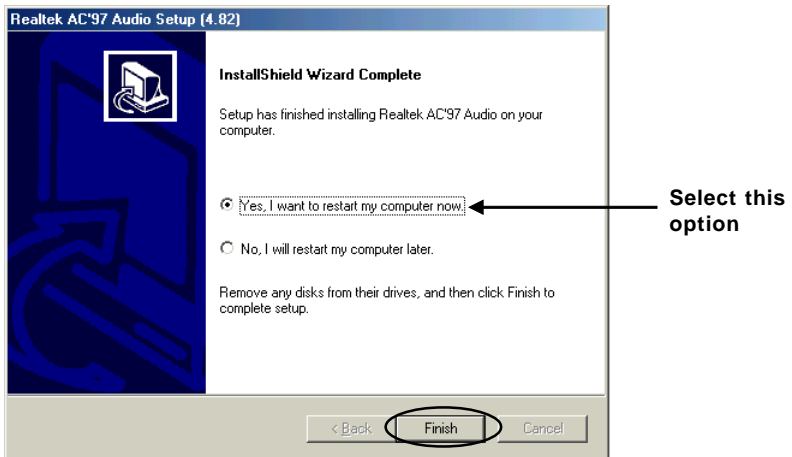 Realtek AC'97 Audio Setup (4.82)
InstallShield Wizard Complete
Setup has finished installing Realtek AC'97 Audio on your
computer.
Yes, I want to restart my computer now.
Select this
option
No, I will restart my computer later.
Remove any disks from their drives, and then click Finish to
complete setup.
< Back
Finish
Cancel